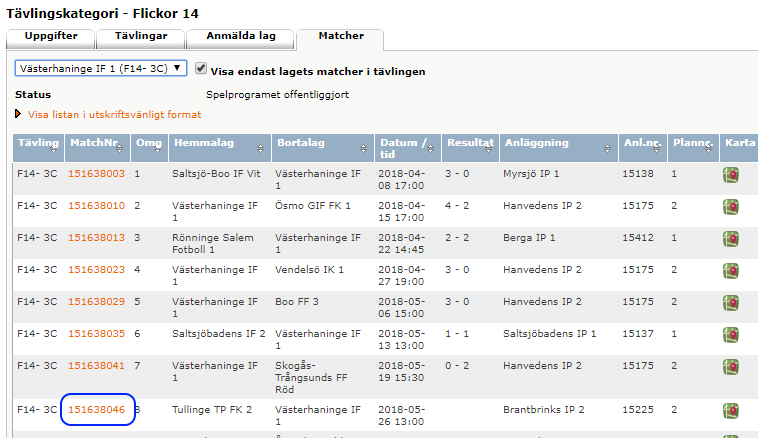 Tävlingskategori - Flickor 14
Uppgifter Tävlingar Anmälda lag Matcher
Västerhaninge IF 1 (F14- 3C) Visa endast lagets matcher i tävlingen
Status Spelprogramet offentliggjort
Visa listan i utskriftsvänligt format
Tävling MatchNr. Omg Hemmalag Bortalag Datum / tid Resultat Anläggning Anl.nr. Plannr. Karta
F14- 3C 151638003 1 Saltsjö-Boo IF Vit Västerhaninge IF 1 2018-04-08 17:00 3 - 0 Myrsjö IP 1 15138 1
F14- 3C 151638010 2 Västerhaninge IF 1 Ösmo GIF FK 1 2018-04-15 17:00 4 - 2 Hanvedens IP 2 15175 2
F14- 3C 151638013 3 Rönninge Salem Fotboll 1 Västerhaninge IF 1 2018-04-22 14:45 2 - 2 Berga IP 1 15412 1
F14- 3C 151638023 4 Västerhaninge IF 1 Vendelsö IK 1 2018-04-27 19:00 3 - 0 Hanvedens IP 2 15175 2
F14- 3C 151638029 5 Västerhaninge IF 1 Boo FF 3 2018-05-06 15:00 3 - 0 Hanvedens IP 2 15175 2
F14- 3C 151638035 6 Saltsjöbadens IF 2 Västerhaninge IF 1 2018-05-13 13:00 1 - 1 Saltsjöbadens IP 1 15137 1
F14- 3C 151638041 7 Västerhaninge IF 1 Skogås-Trångsunds FF Röd 2018-05-19 15:30 0 - 2 Hanvedens IP 2 15175 2
F14- 3C 151638046 8 Tullinge TP FK 2 Västerhaninge IF 1 2018-05-26 13:00 Brantbrinks IP 2 15225 2